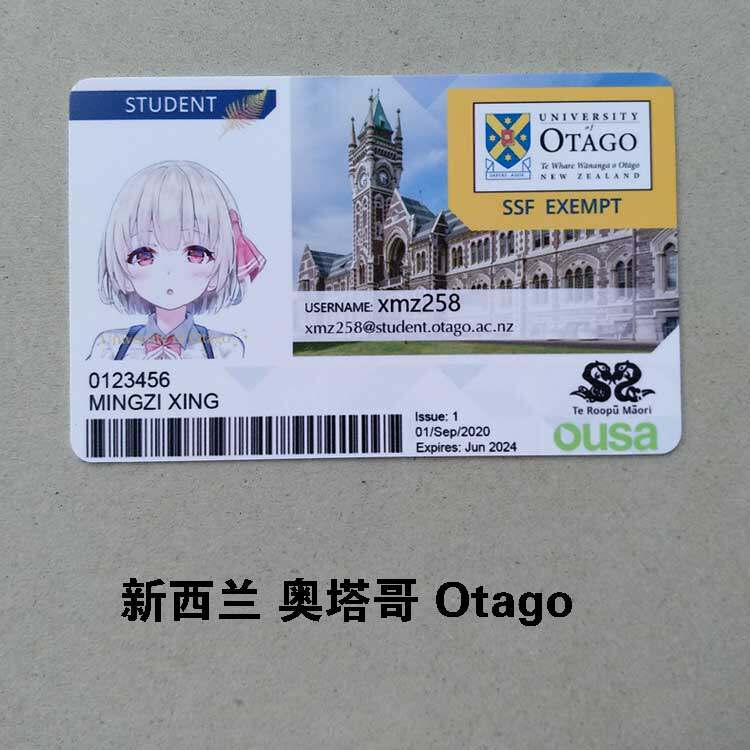 STUDENT
UNIVERSITY
of
OTAGO
Te Whare Wānanga o Otāgo
NEW ZEALAND
SSF EXEMPT
USERNAME: xmz258
xmz258@student.otago.ac.nz
0123456
MINGZI XING
Issue: 1
01/Sep/2020
Expires: Jun 2024
Te Roopū Māori
ousa
新西兰 奥塔哥 Otago